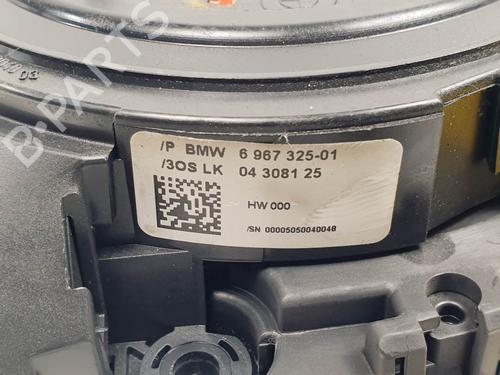 B-PARTS
/P BMW 6 967 325-01
/3OS LK 04 3081 25
HW 000
/SN 00005050040048